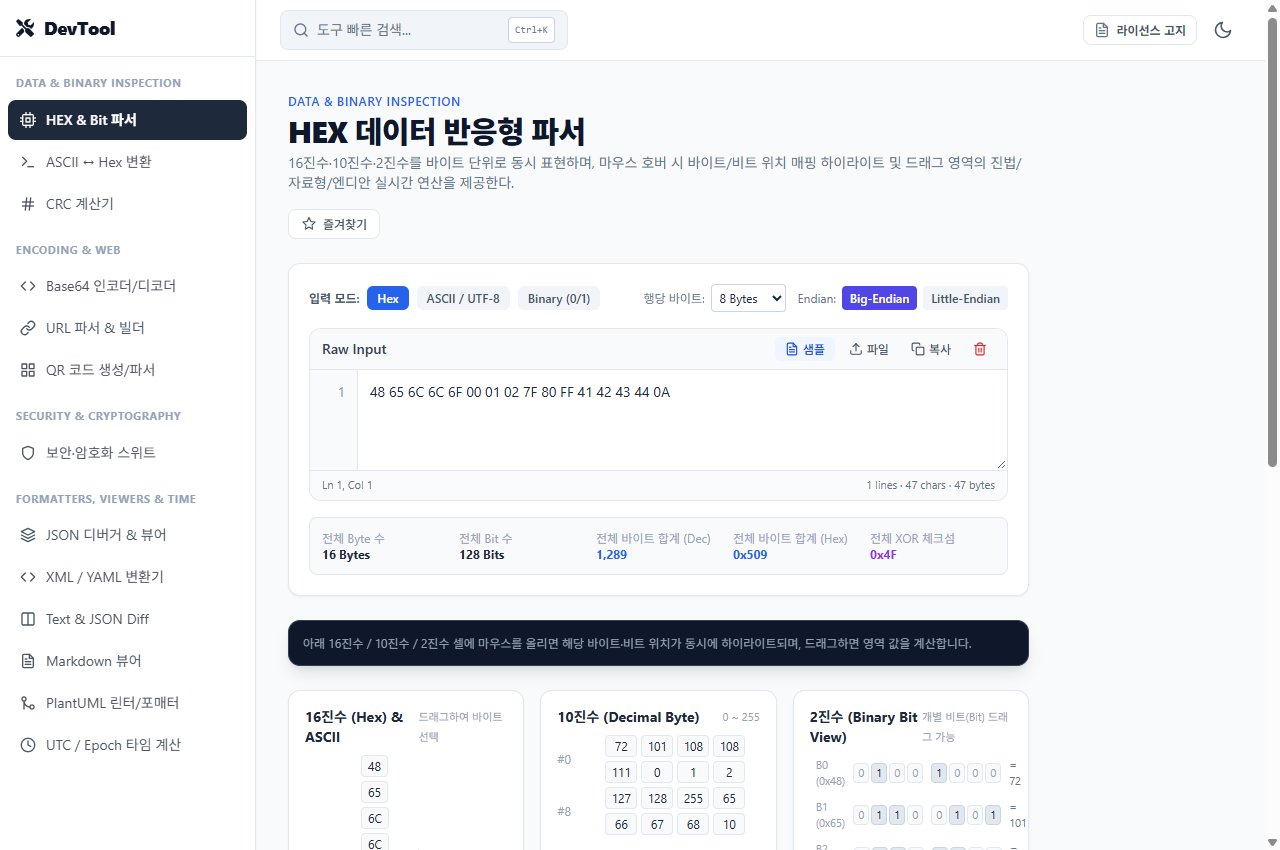 DevTool
도구 빠른 검색...
Ctrl+K
라이선스 고지
DATA & BINARY INSPECTION
HEX & Bit 파서
ASCII ↔ Hex 변환
CRC 계산기
ENCODING & WEB
Base64 인코더/디코더
URL 파서 & 빌더
QR 코드 생성/파서
SECURITY & CRYPTOGRAPHY
보안·암호화 스위트
FORMATTERS, VIEWERS & TIME
JSON 디버거 & 뷰어
XML / YAML 변환기
Text & JSON Diff
Markdown 뷰어
PlantUML 린터/포매터
UTC / Epoch 타임 계산
DATA & BINARY INSPECTION
HEX 데이터 반응형 파서
16진수·10진수·2진수를 바이트 단위로 동시 표현하며, 마우스 호버 시 바이트/비트 위치 매핑 하이라이트 및 드래그 영역의 진법/
자료형/엔디안 실시간 연산을 제공한다.
즐겨찾기
입력 모드: Hex ASCII / UTF-8 Binary (0/1) 행당 바이트: 8 Bytes Endian: Big-Endian Little-Endian
Raw Input 샘플 파일 복사
1 48 65 6C 6C 6F 00 01 02 7F 80 FF 41 42 43 44 0A
Ln 1, Col 1 1 lines · 47 chars · 47 bytes
전체 Byte 수 전체 Bit 수 전체 바이트 합계 (Dec) 전체 바이트 합계 (Hex) 전체 XOR 체크섬
16 Bytes 128 Bits 1,289 0x509 0x4F
아래 16진수 / 10진수 / 2진수 셀에 마우스를 올리면 해당 바이트·비트 위치가 동시에 하이라이트되며, 드래그하면 영역 값을 계산합니다.
16진수 (Hex) &
ASCII
드래그하여 바이트
선택
48
65
6C
6C
10진수 (Decimal Byte) 0 ~ 255
#0
72 101 108 108
111 0 1 2
#8
127 128 255 65
66 67 68 10
2진수 (Binary Bit
View)
개별 비트(Bit) 드래
그 가능
B0
(0x48)
0 1 0 0 1 0 0 0
=
72
B1
(0x65)
0 1 1 0 0 1 0 1
=
101
B2